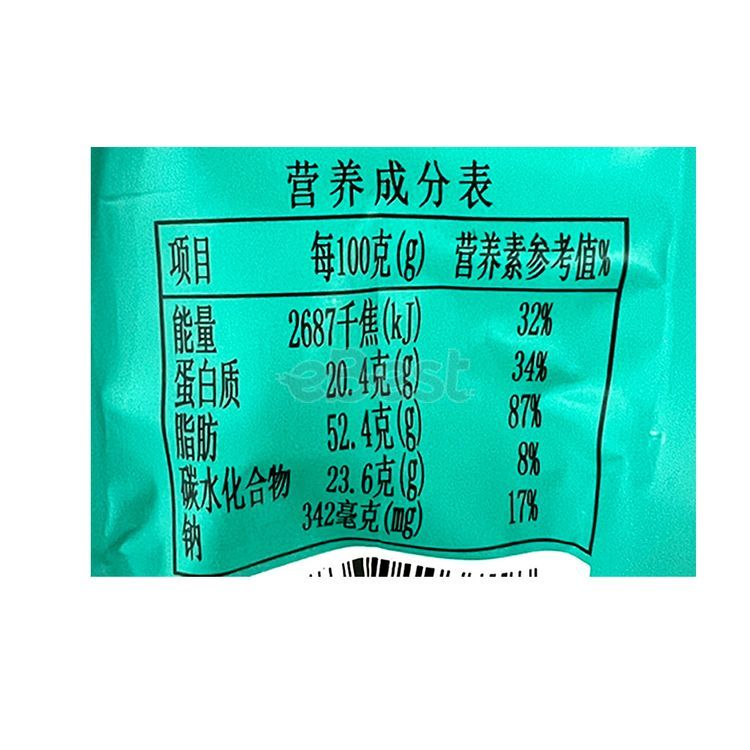 营养成分表
项目 每100克(g) 营养素参考值%
能量 2687千焦(kJ) 32%
蛋白质 20.4克(g) 34%
脂肪 52.4克(g) 87%
碳水化合物 23.6克(g) 8%
钠 342毫克(mg) 17%
eBest